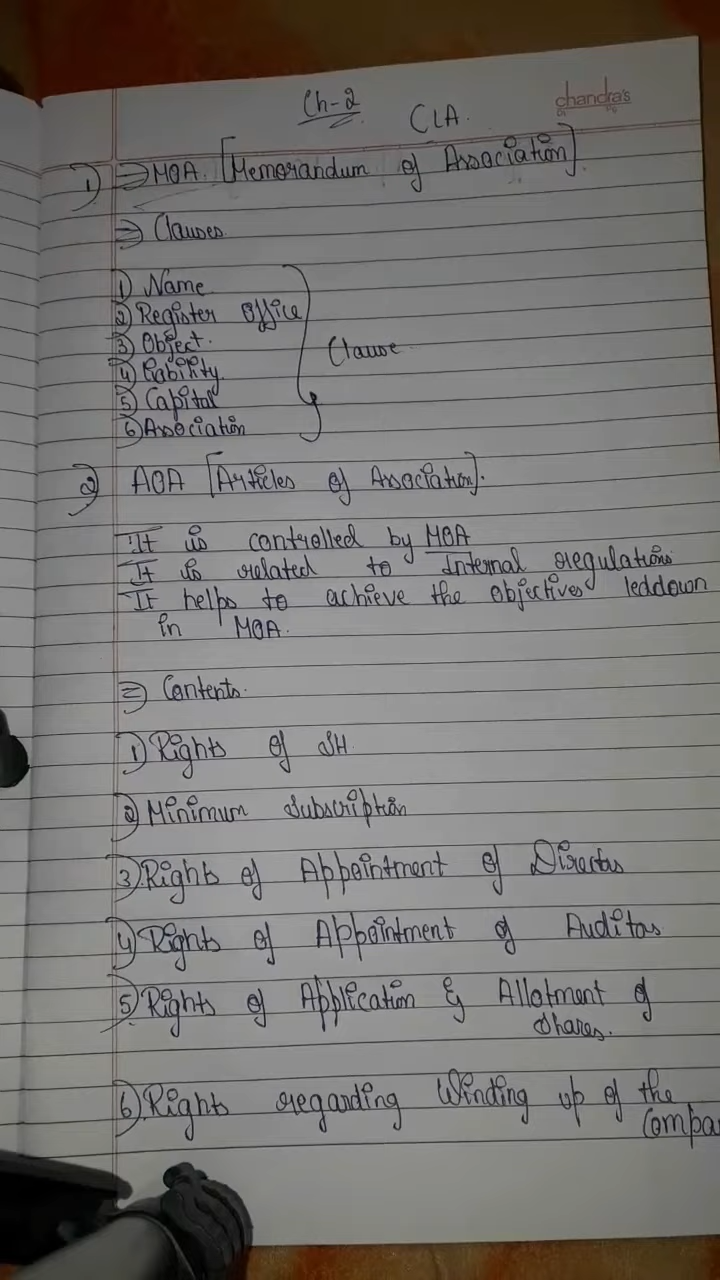 Ch-2
chandra's
CLA.
1) ⇒ MOA. [Memorandum of Association].
⇒ Clauses
1) Name
2) Register office
3) Object.
Clause
4) Liability
5) Capital
6) Association
2) AOA [Articles of Association].
It is controlled by MOA
It is related to Internal regulations
It helps to achieve the objectives leddown
in MOA.
⇒ Contents.
1) Rights of SH.
2) Minimum Subscription
3) Rights of Appointment of Directors
4) Rights of Appointment of Auditors
5) Rights of Application & Allotment of
Shares.
6) Rights regarding Winding up of the
Compa